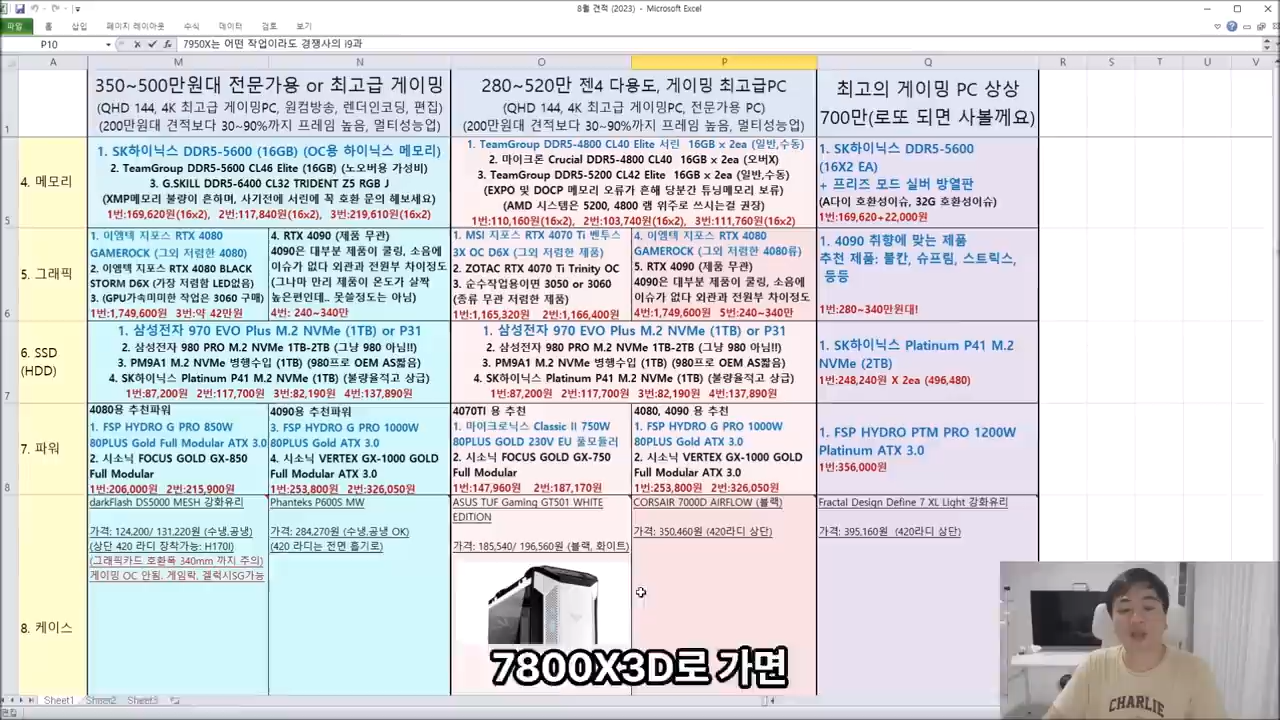 8월 견적 (2023) - Microsoft Excel
파일 홈 삽입 페이지 레이아웃 수식 데이터 검토 보기
P10 7950X는 어떤 작업이라도 경쟁사의 i9과
A M N O P Q R S T U V
350~500만원대 전문가용 or 최고급 게이밍
(QHD 144, 4K 최고급 게이밍PC, 원컴방송, 렌더인코딩, 편집)
(200만원대 견적보다 30~90%까지 프레임 높음, 멀티성능업)
280~520만 젠4 다용도, 게이밍 최고급PC
(QHD 144, 4K 최고급 게이밍PC, 전문가용 PC)
(200만원대 견적보다 30~90%까지 프레임 높음, 멀티성능업)
최고의 게이밍 PC 상상
700만(로또 되면 사볼께요)
1
4. 메모리
1. SK하이닉스 DDR5-5600 (16GB) (OC용 하이닉스 메모리)
2. TeamGroup DDR5-5600 CL46 Elite (노오버용 가성비)
3. G.SKILL DDR5-6400 CL32 TRIDENT Z5 RGB J
(XMP메모리 불량이 흔하며, 사기전에 서린에 꼭 호환 문의 해보세요)
1번:169,620원(16x2), 2번:117,840원(16x2), 3번:219,610원(16x2)
1. TeamGroup DDR5-4800 CL40 Elite 서린 16GB x 2ea (일반,수동)
2. 마이크론 Crucial DDR5-4800 CL40 16GB x 2ea (오버X)
3. TeamGroup DDR5-5200 CL42 Elite 16GB x 2ea (일반,수동)
(EXPO 및 DOCP 메모리 오류가 흔해 당분간 튜닝메모리 보류)
(AMD 시스템은 5200, 4800 램 위주로 쓰시는걸 권장)
1번:110,160원(16x2), 2번:103,740원(16x2), 3번:111,760원(16x2)
1. SK하이닉스 DDR5-5600
(16X2 EA)
+ 프리즈 모드 실버 방열판
(A다이 호환성이슈, 32G 호환성이슈)
1번:169,620+22,000원
5
5. 그래픽
1. 이엠텍 지포스 RTX 4080
GAMEROCK (그외 저렴한 4080)
2. 이엠텍 지포스 RTX 4080 BLACK
STORM D6X (가장 저렴함 LED없음)
3. (GPU가속미미한 작업은 3060 구매)
1번:1,749,600원 3번:약 42만원
4. RTX 4090 (제품 무관)
4090은 대부분 제품이 쿨링, 소음에
이슈가 없다 외관과 전원부 차이정도
(그나마 만리 제품이 온도가 살짝
높은편인데.. 못쓸정도는 아님)
4번: 240~340만
1. MSI 지포스 RTX 4070 Ti 벤투스
3X OC D6X (그외 저렴한 제품)
2. ZOTAC RTX 4070 Ti Trinity OC
3. 순수작업용이면 3050 or 3060
(종류 무관 저렴한 제품)
1번:1,165,320원 2번:1,166,400원
4. 이엠텍 지포스 RTX 4080
GAMEROCK (그외 저렴한 4080류)
5. RTX 4090 (제품 무관)
4090은 대부분 제품이 쿨링, 소음에
이슈가 없다 외관과 전원부 차이정도
4번:1,749,600원 5번:240~340만
1. 4090 취향에 맞는 제품
추천 제품: 불칸, 슈프림, 스트릭스,
등등
1번:280~340만원대!
6
6. SSD
(HDD)
1. 삼성전자 970 EVO Plus M.2 NVMe (1TB) or P31
2. 삼성전자 980 PRO M.2 NVMe 1TB-2TB (그냥 980 아님!!)
3. PM9A1 M.2 NVMe 병행수입 (1TB) (980프로 OEM AS짧음)
4. SK하이닉스 Platinum P41 M.2 NVMe (1TB) (불량율적고 상급)
1번:87,200원 2번:117,700원 3번:82,190원 4번:137,890원
1. 삼성전자 970 EVO Plus M.2 NVMe (1TB) or P31
2. 삼성전자 980 PRO M.2 NVMe 1TB-2TB (그냥 980 아님!!)
3. PM9A1 M.2 NVMe 병행수입 (1TB) (980프로 OEM AS짧음)
4. SK하이닉스 Platinum P41 M.2 NVMe (1TB) (불량율적고 상급)
1번:87,200원 2번:117,700원 3번:82,190원 4번:137,890원
1. SK하이닉스 Platinum P41 M.2
NVMe (2TB)
1번:248,240원 X 2ea (496,480)
7
7. 파워
4080용 추천파워
1. FSP HYDRO G PRO 850W
80PLUS Gold Full Modular ATX 3.0
2. 시소닉 FOCUS GOLD GX-850
Full Modular
1번:206,000원 2번:215,900원
4090용 추천파워
3. FSP HYDRO G PRO 1000W
80PLUS Gold ATX 3.0
4. 시소닉 VERTEX GX-1000 GOLD
Full Modular ATX 3.0
1번:253,800원 2번:326,050원
4070TI 용 추천
1. 마이크로닉스 Classic II 750W
80PLUS GOLD 230V EU 풀모듈러
2. 시소닉 FOCUS GOLD GX-750
Full Modular
1번:147,960원 2번:187,170원
4080, 4090 용 추천
1. FSP HYDRO G PRO 1000W
80PLUS Gold ATX 3.0
2. 시소닉 VERTEX GX-1000 GOLD
Full Modular ATX 3.0
1번:253,800원 2번:326,050원
1. FSP HYDRO PTM PRO 1200W
Platinum ATX 3.0
1번:356,000원
8
8. 케이스
darkFlash DS5000 MESH 강화유리
가격: 124,200/ 131,220원 (수냉,공냉)
(상단 420 라디 장착가능: H170I)
(그래픽카드 호환폭 340mm 까지 주의)
게이밍 OC 안됨. 게임락, 갤럭시SG가능
Phanteks P600S MW
가격: 284,270원 (수냉,공냉 OK)
(420 라디는 전면 흡기로)
ASUS TUF Gaming GT501 WHITE
EDITION
가격: 185,540/ 196,560원 (블랙, 화이트)
CORSAIR 7000D AIRFLOW (블랙)
가격: 350,460원 (420라디 상단)
Fractal Design Define 7 XL Light 강화유리
가격: 395,160원 (420라디 상단)
7800X3D로 가면
CHARLIE
Sheet1 Sheet2 Sheet3
편집